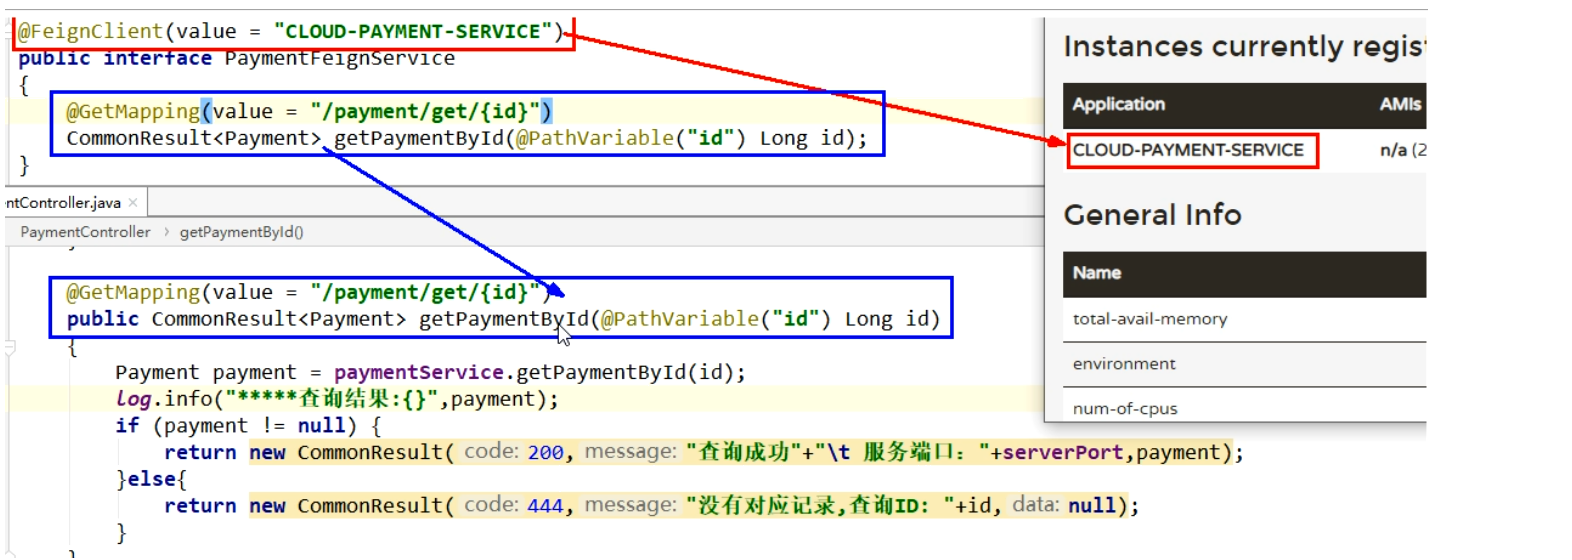 @FeignClient(value = "CLOUD-PAYMENT-SERVICE")
public interface PaymentFeignService
{
@GetMapping(value = "/payment/get/{id}")
CommonResult<Payment> getPaymentById(@PathVariable("id") Long id);
}
ntController.java ×
PaymentController › getPaymentById()
}
@GetMapping(value = "/payment/get/{id}")
public CommonResult<Payment> getPaymentById(@PathVariable("id") Long id)
{
Payment payment = paymentService.getPaymentById(id);
log.info("*****查询结果:{}",payment);
if (payment != null) {
return new CommonResult( code: 200, message: "查询成功"+"\t 服务端口: "+serverPort,payment);
}else{
return new CommonResult( code: 444, message: "没有对应记录,查询ID: "+id, data: null);
}
}
Instances currently regis
Application AMIs
CLOUD-PAYMENT-SERVICE n/a (2
General Info
Name
total-avail-memory
environment
num-of-cpus